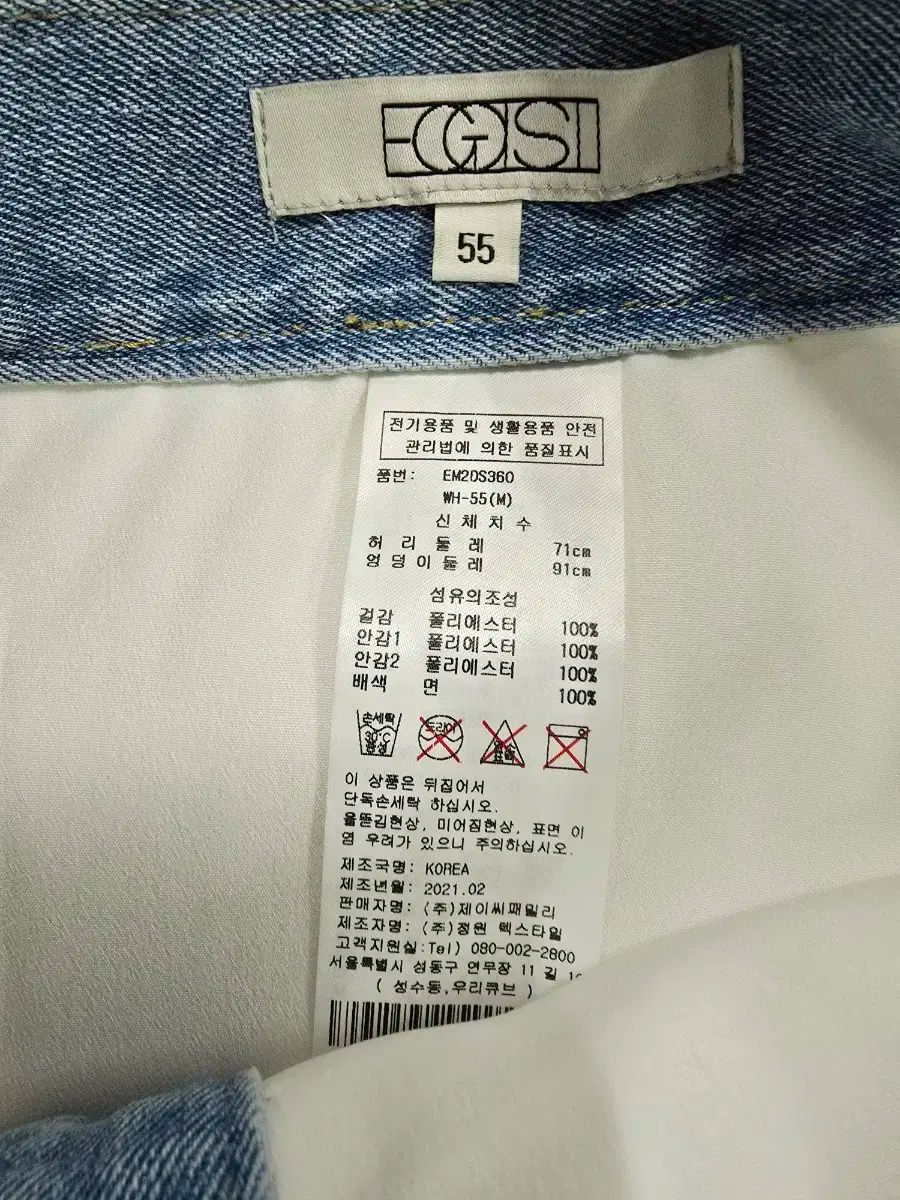 EGOIST
55
전기용품 및 생활용품 안전
관리법에 의한 품질표시
품번: EM2DS360
WH-55(M)
신 체 치 수
허 리 둘 레 71cm
엉 덩 이 둘 레 91cm
섬유의조성
겉감 폴리에스터 100%
안감1 폴리에스터 100%
안감2 폴리에스터 100%
배색 면 100%
손세탁 30°C 중성 드라이
이 상품은 뒤집어서
단독손세탁 하십시오.
올뜯김현상, 미어짐현상, 표면 이
염 우려가 있으니 주의하십시오.
제조국명: KOREA
제조년월: 2021.02
판매자명: (주)제이씨패밀리
제조자명: (주)정원 텍스타일
고객지원실:Tel) 080-002-2800
서울특별시 성동구 연무장 11 길
( 성수동,우리큐브 )